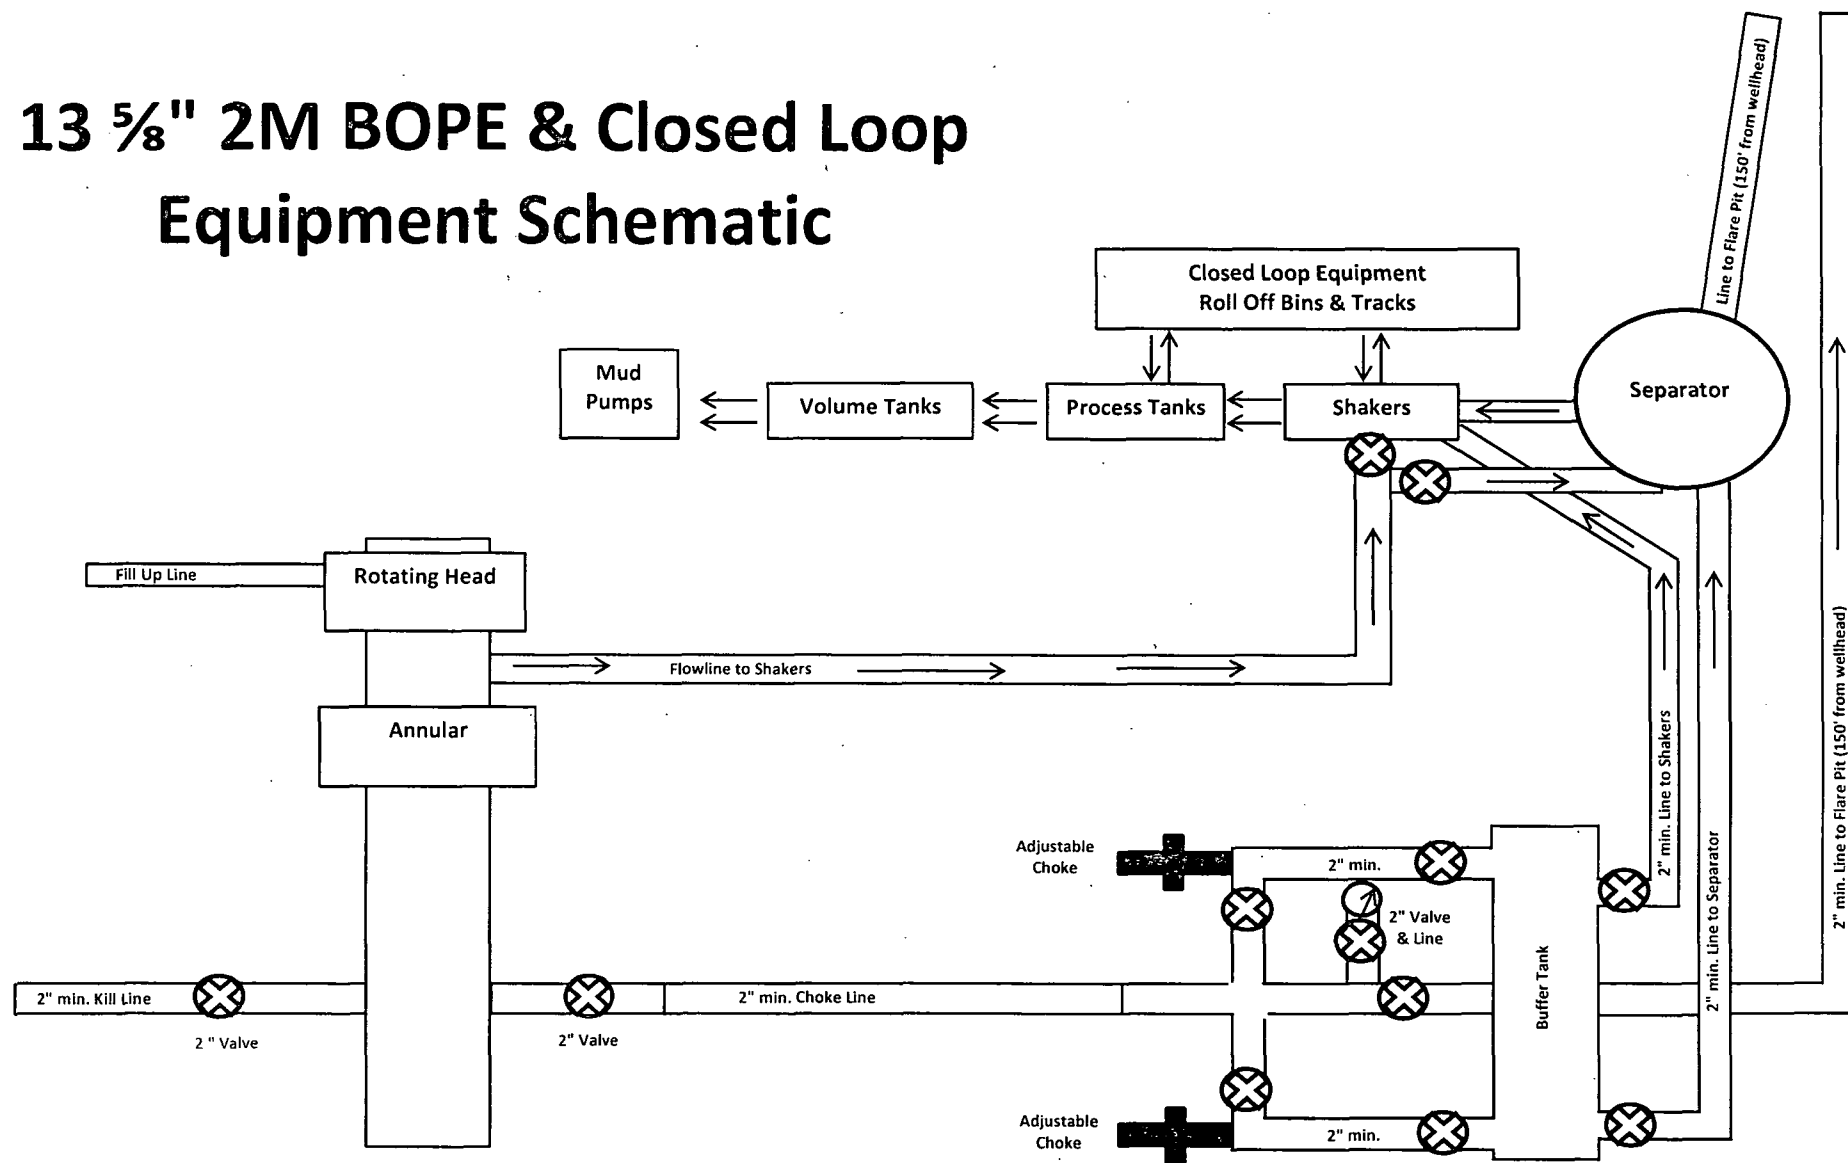 13 ⅝" 2M BOPE & Closed Loop
Equipment Schematic
Line to Flare Pit (150' from wellhead)
Closed Loop Equipment
Roll Off Bins & Tracks
Mud
Pumps
Volume Tanks
Process Tanks
Shakers
Separator
Fill Up Line
Rotating Head
Flowline to Shakers
Annular
2" min. Line to Shakers
2" min. Line to Separator
2" min. Line to Flare Pit (150' from wellhead)
Adjustable
Choke
2" min.
2" Valve
& Line
Buffer Tank
2" min. Kill Line
2 " Valve
2" Valve
2" min. Choke Line
Adjustable
Choke
2" min.